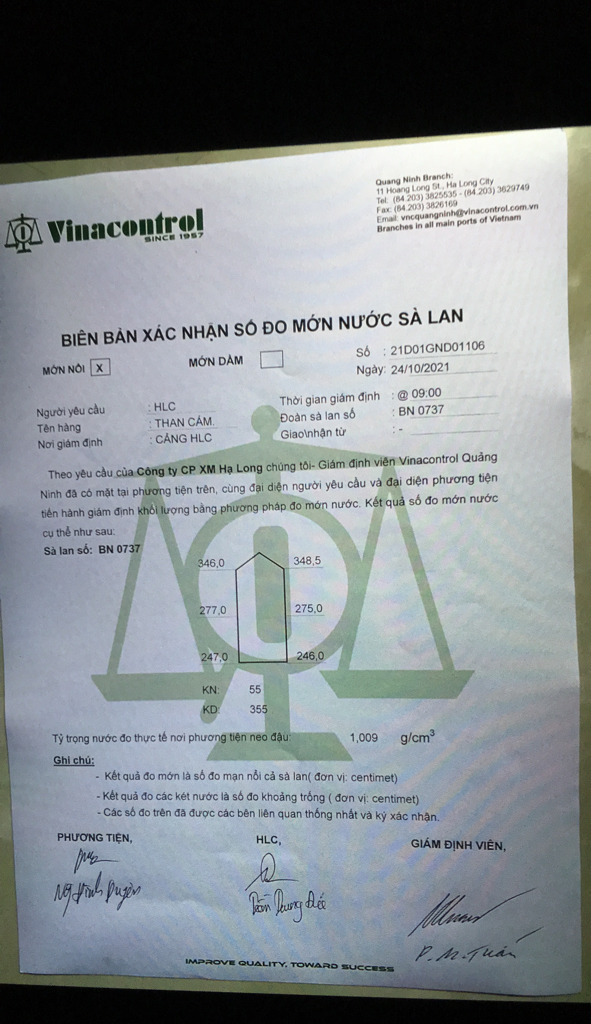 Vinacontrol
SINCE 1957
Quang Ninh Branch:
11 Hoang Long St., Ha Long City
Tel: (84.203) 3825535 - (84.203) 3629749
Fax: (84.203) 3826169
Email: vncquangninh@vinacontrol.com.vn
Branches in all main ports of Vietnam
BIÊN BẢN XÁC NHẬN SỐ ĐO MỚN NƯỚC SÀ LAN
MỚN NỔI X MỚN DẦM
Số : 21D01GND01106
Ngày: 24/10/2021
Người yêu cầu : HLC
Tên hàng : THAN CÁM.
Nơi giám định : CẢNG HLC
Thời gian giám định : @ 09:00
Đoàn sà lan số : BN 0737
Giao\nhận từ : -
Theo yêu cầu của Công ty CP XM Hạ Long chúng tôi- Giám định viên Vinacontrol Quảng
Ninh đã có mặt tại phương tiện trên, cùng đại diện người yêu cầu và đại diện phương tiện
tiến hành giám định khối lượng bằng phương pháp đo mớn nước. Kết quả số đo mớn nước
cụ thể như sau:
Sà lan số: BN 0737
346,0 348,5
277,0 275,0
247,0 246,0
KN: 55
KD: 355
Tỷ trọng nước đo thực tế nơi phương tiện neo đậu: 1,009 g/cm³
Ghi chú:
- Kết quả đo mớn là số đo mạn nổi cả sà lan( đơn vị: centimet)
- Kết quả đo các két nước là số đo khoảng trống ( đơn vị: centimet)
- Các số đo trên đã được các bên liên quan thống nhất và ký xác nhận.
PHƯƠNG TIỆN, HLC, GIÁM ĐỊNH VIÊN,
P. M. Tuấn
IMPROVE QUALITY, TOWARD SUCCESS